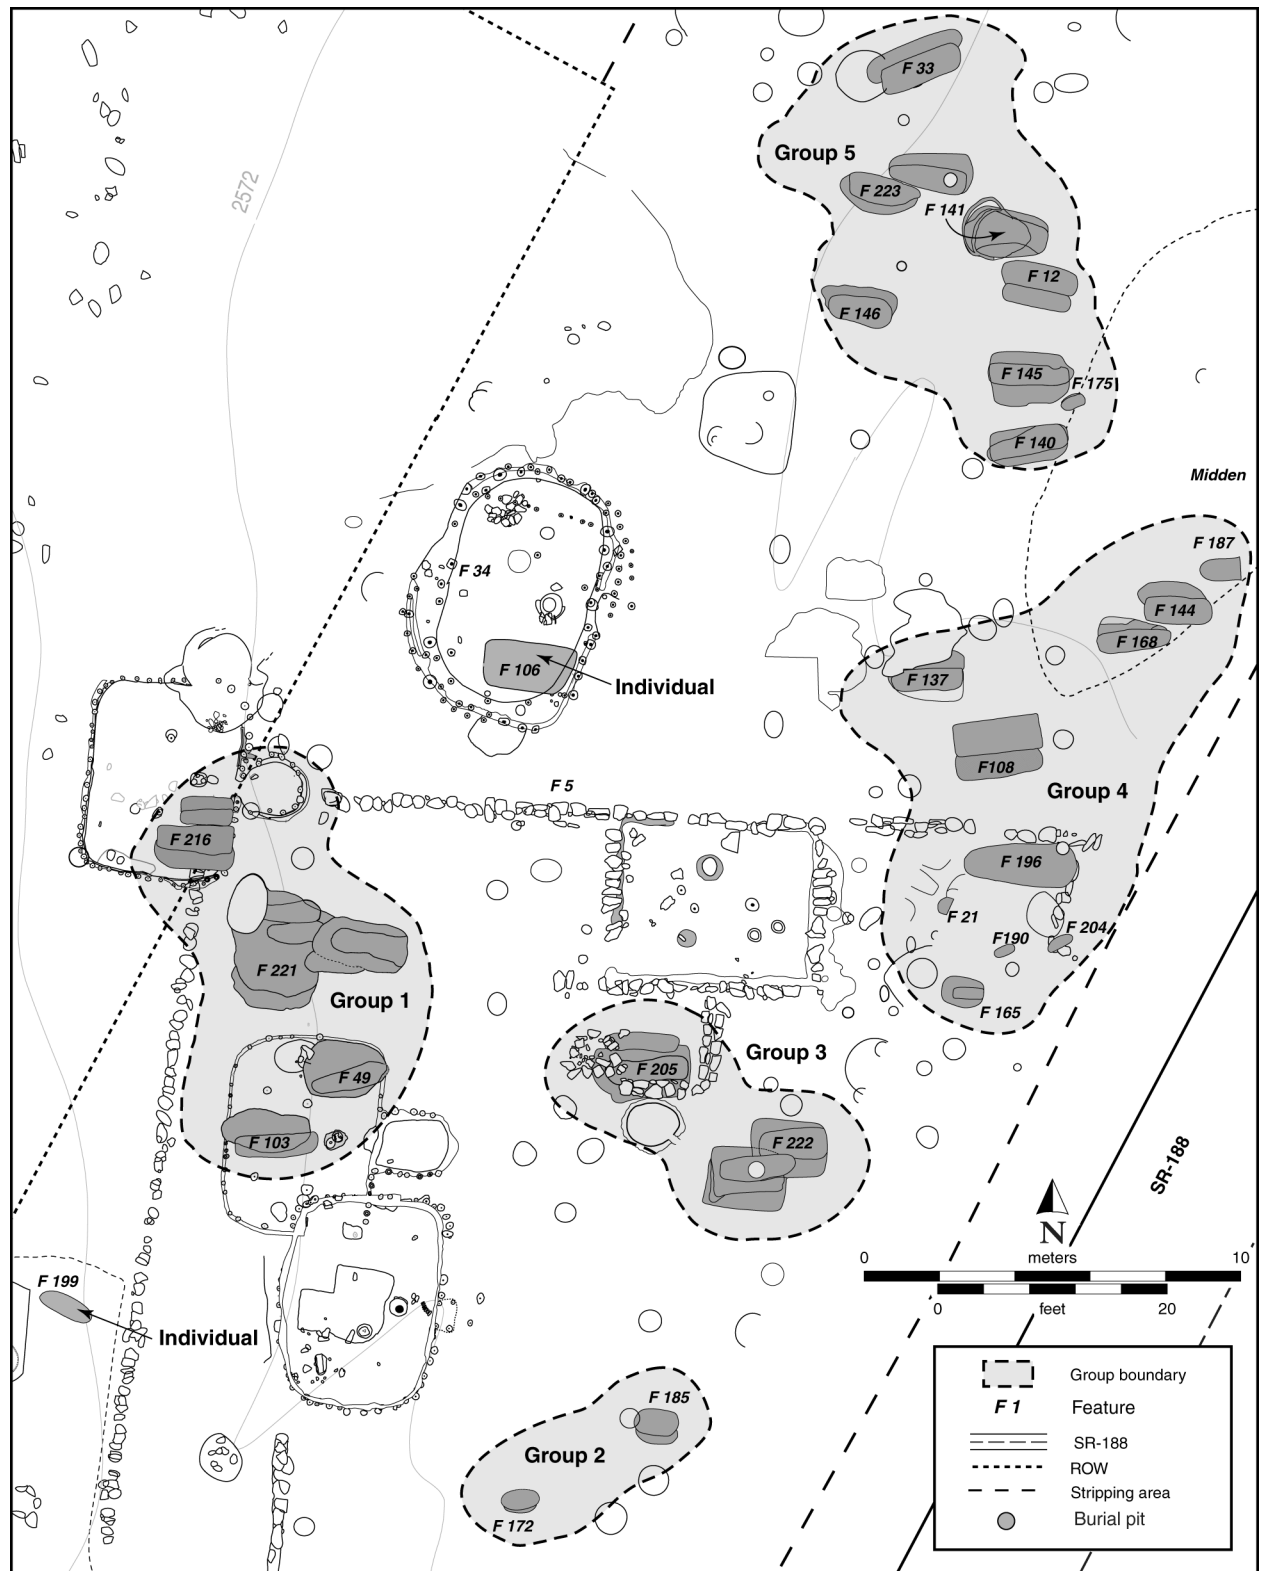 F 33
Group 5
2572
F 223
F 141
F 12
F 146
F 145
F 175
F 140
Midden
F 187
F 34
F 144
F 168
F 106
F 137
Individual
F108
F 5
Group 4
F 216
F 196
F 21
F190
F 204
F 221
Group 1
F 165
Group 3
F 205
F 49
F 103
F 222
SR-188
N
0 meters 10
0 feet 20
F 199
Individual
Group boundary
F 1 Feature
SR-188
ROW
Stripping area
Burial pit
F 185
Group 2
F 172